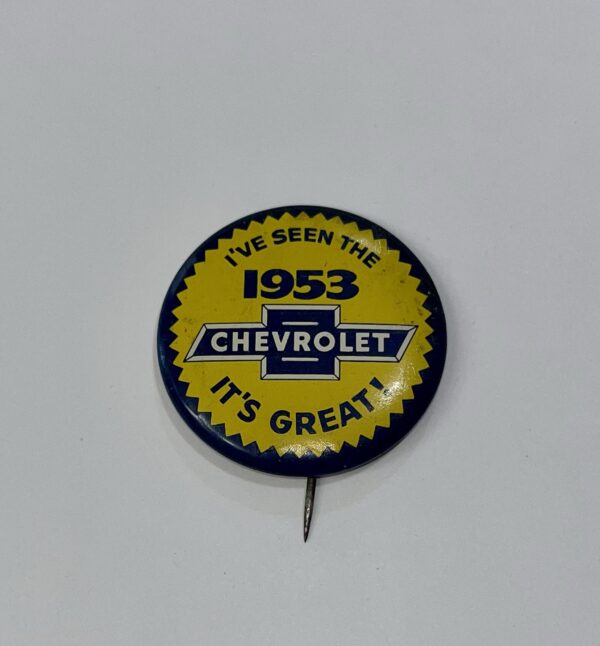 I'VE SEEN THE
1953
CHEVROLET
IT'S GREAT!